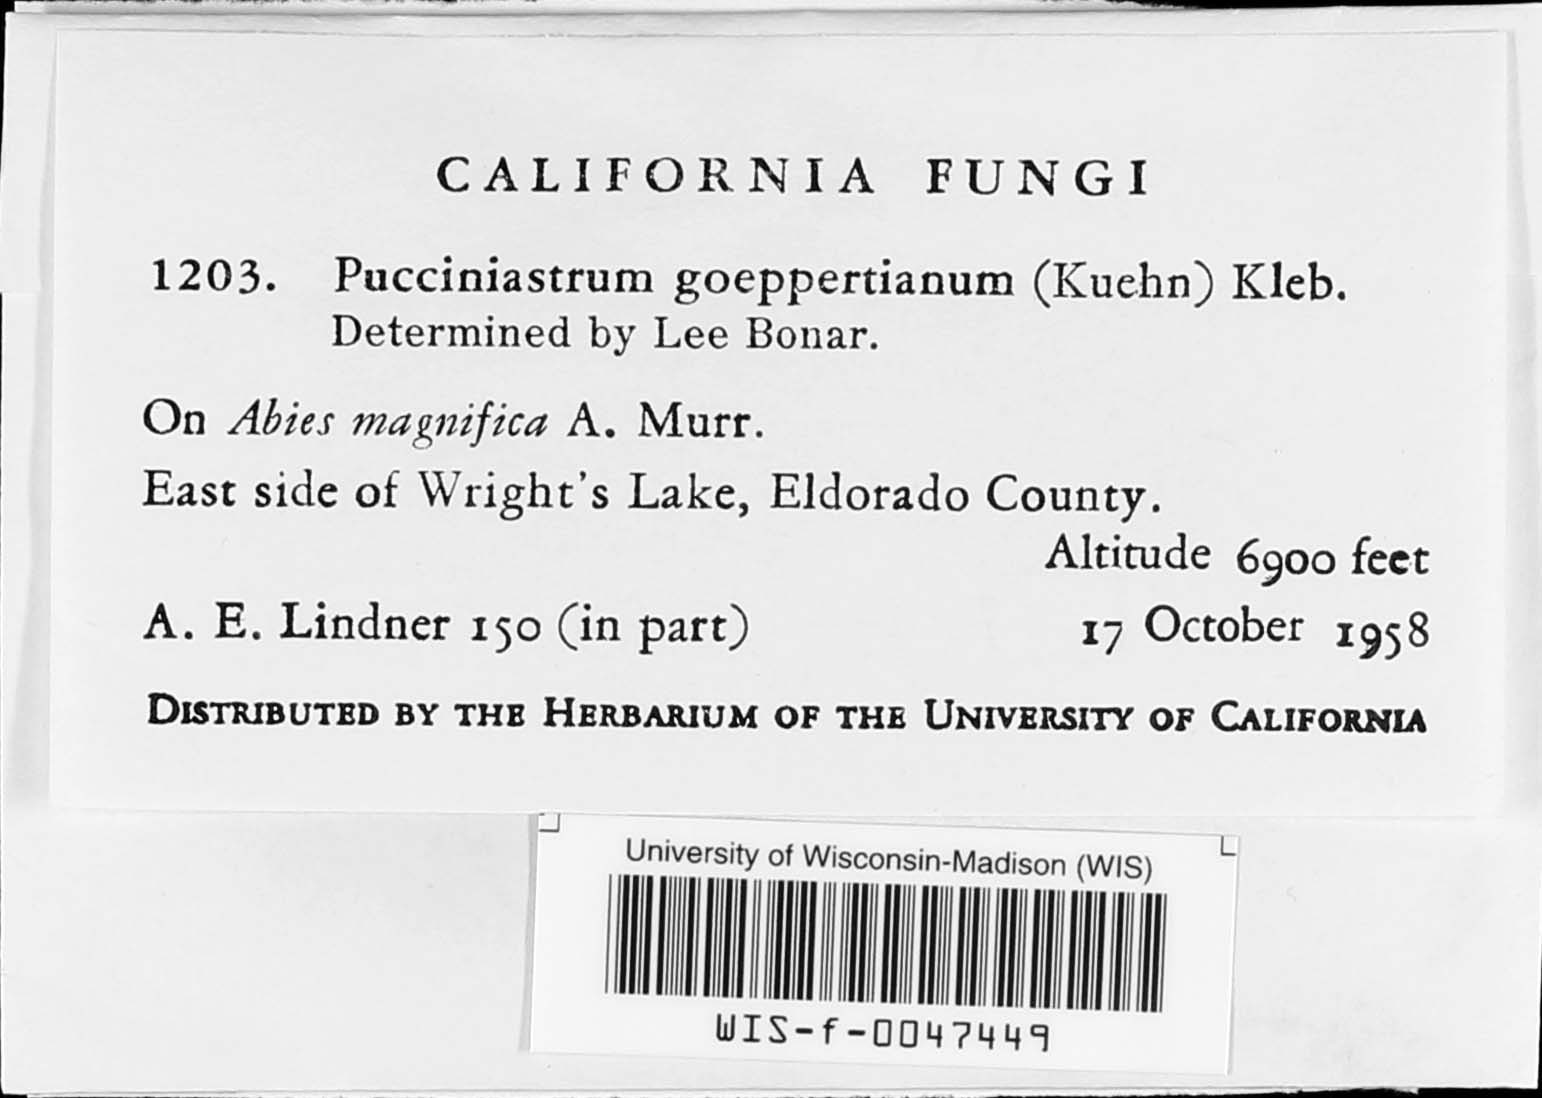 CALIFORNIA FUNGI
1203. Pucciniastrum goeppertianum (Kuehn) Kleb.
Determined by Lee Bonar.
On Abies magnifica A. Murr.
East side of Wright's Lake, Eldorado County.
Altitude 6900 feet
A. E. Lindner 150 (in part) 17 October 1958
DISTRIBUTED BY THE HERBARIUM OF THE UNIVERSITY OF CALIFORNIA
University of Wisconsin-Madison (WIS)
WIS-f-0047449